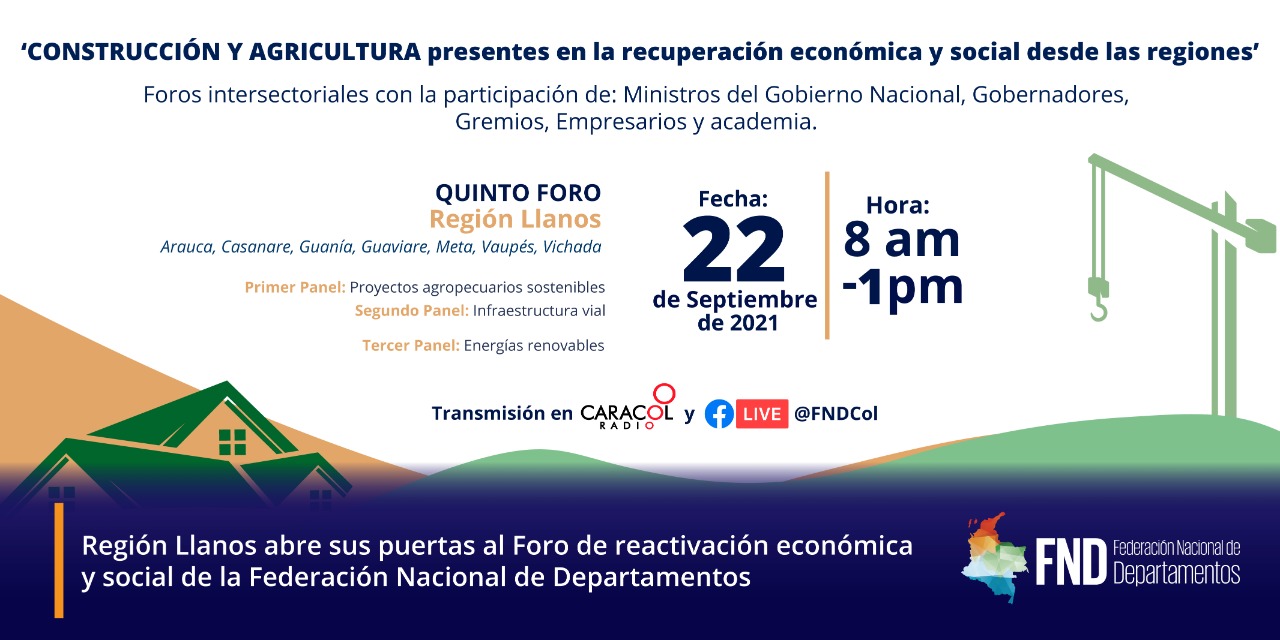 ‘CONSTRUCCIÓN Y AGRICULTURA presentes en la recuperación económica y social desde las regiones’
Foros intersectoriales con la participación de: Ministros del Gobierno Nacional, Gobernadores,
Gremios, Empresarios y academia.
QUINTO FORO
Región Llanos
Arauca, Casanare, Guanía, Guaviare, Meta, Vaupés, Vichada
Primer Panel: Proyectos agropecuarios sostenibles
Segundo Panel: Infraestructura vial
Tercer Panel: Energías renovables
Fecha:
22
de Septiembre
de 2021
Hora:
8 am
-1pm
Transmisión en CARACOL RADIO y f LIVE @FNDCol
Región Llanos abre sus puertas al Foro de reactivación económica
y social de la Federación Nacional de Departamentos
FND Federación Nacional de
Departamentos